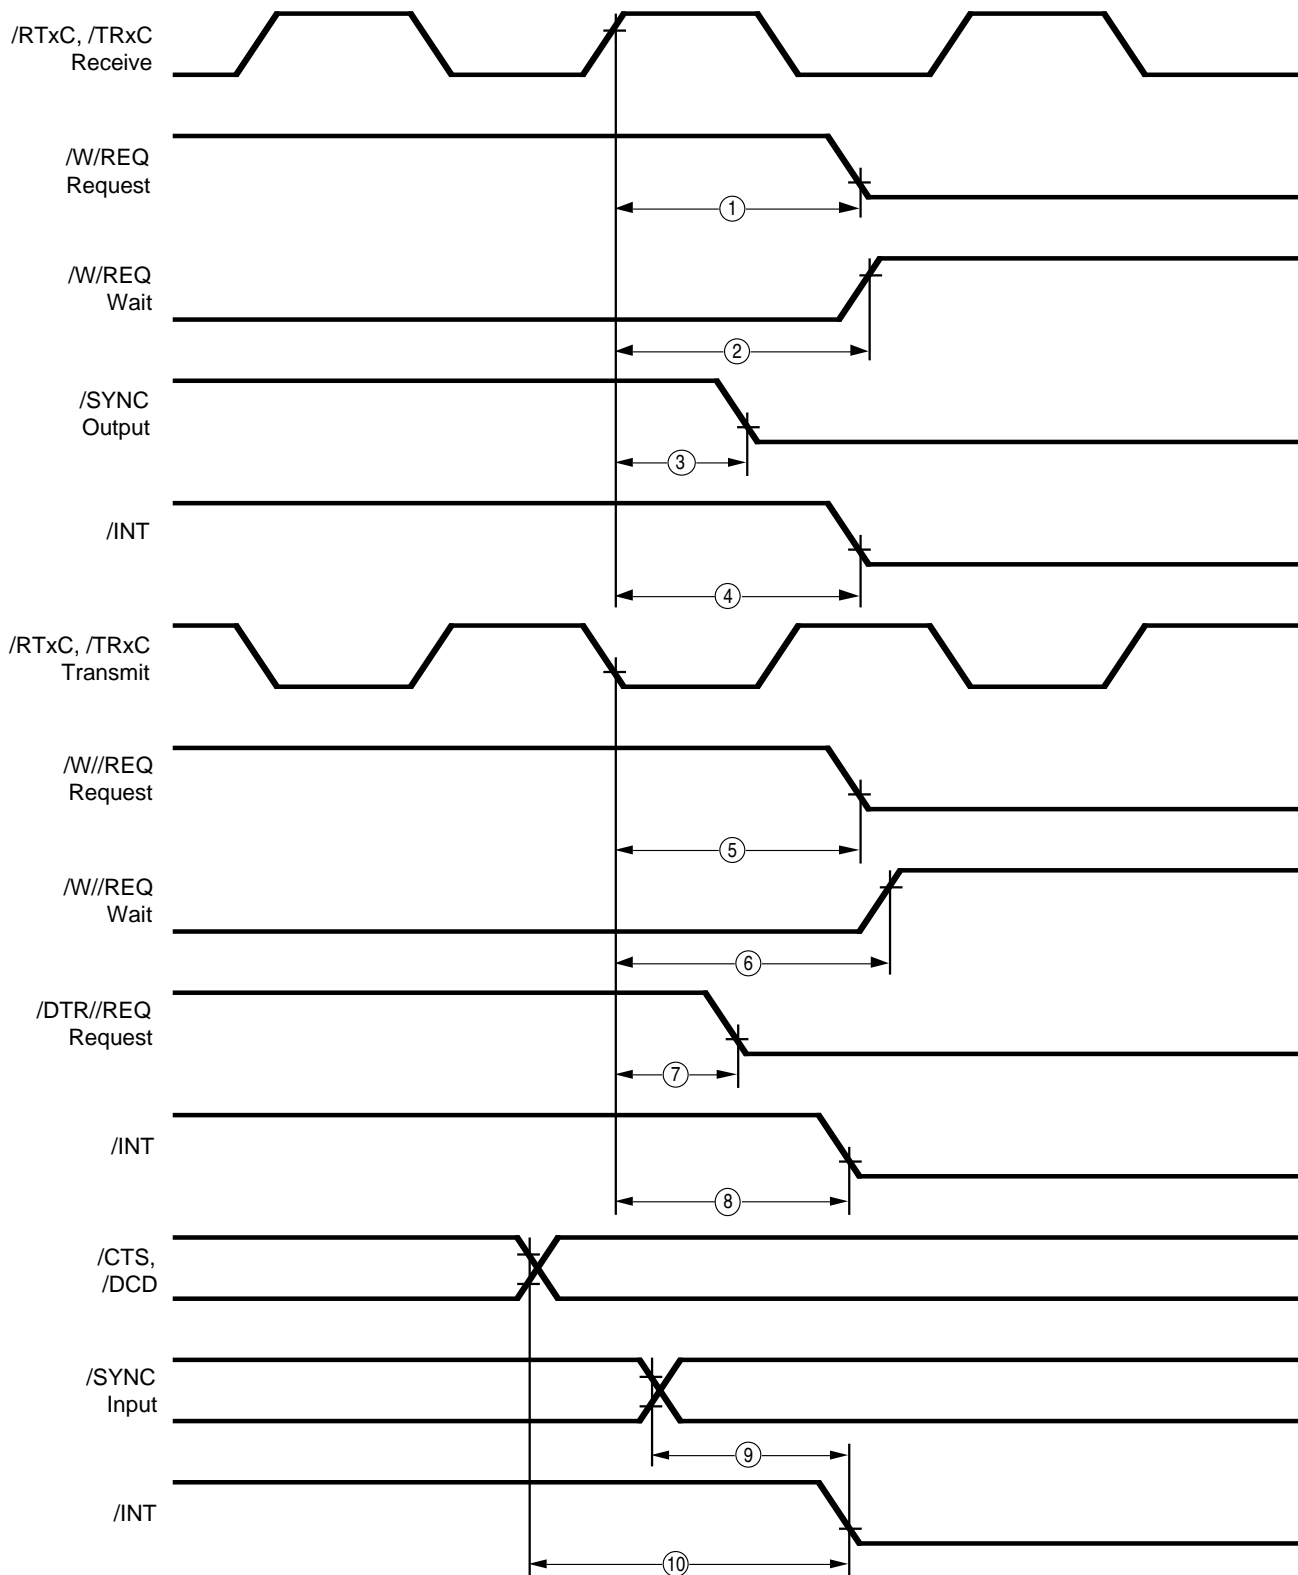 /RTxC, /TRxC
Receive
/W/REQ
Request
1
/W/REQ
Wait
2
/SYNC
Output
3
/INT
4
/RTxC, /TRxC
Transmit
/W//REQ
Request
5
/W//REQ
Wait
6
/DTR//REQ
Request
7
/INT
8
/CTS,
/DCD
/SYNC
Input
9
/INT
10